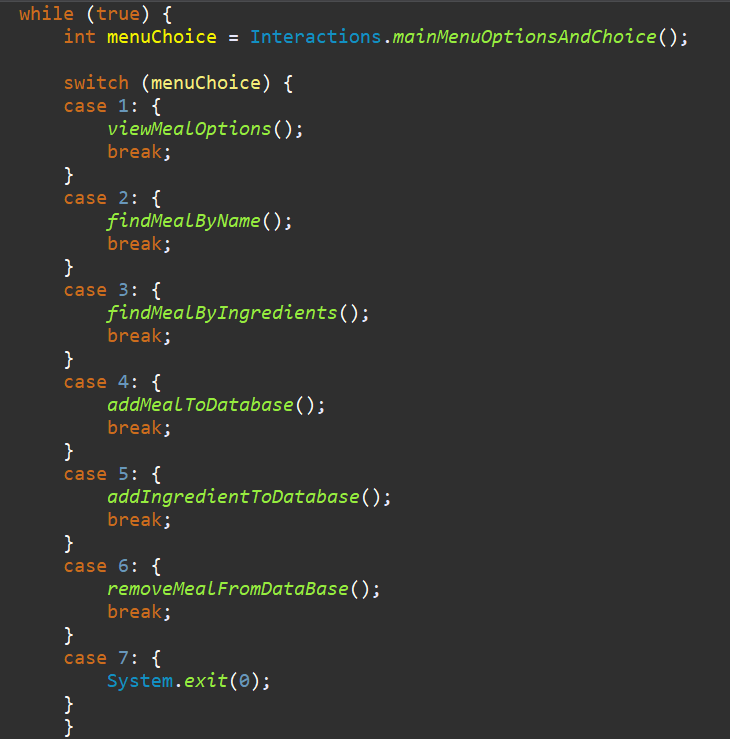 while (true) {
int menuChoice = Interactions.mainMenuOptionsAndChoice();
switch (menuChoice) {
case 1: {
viewMealOptions();
break;
}
case 2: {
findMealByName();
break;
}
case 3: {
findMealByIngredients();
break;
}
case 4: {
addMealToDatabase();
break;
}
case 5: {
addIngredientToDatabase();
break;
}
case 6: {
removeMealFromDataBase();
break;
}
case 7: {
System.exit(0);
}
}